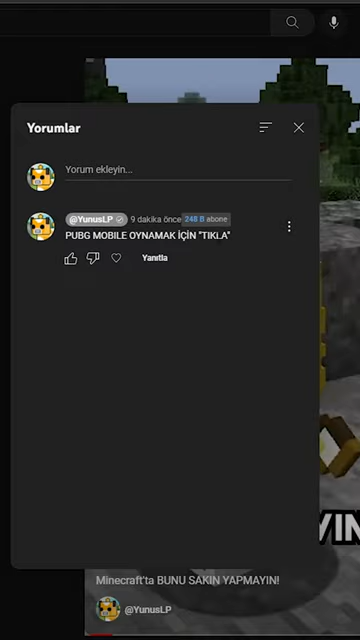 Yorumlar
Yorum ekleyin...
@YunusLP 9 dakika önce 248 B abone
PUBG MOBILE OYNAMAK İÇİN "TIKLA"
Yanıtla
Minecraft'ta BUNU SAKIN YAPMAYIN!
@YunusLP